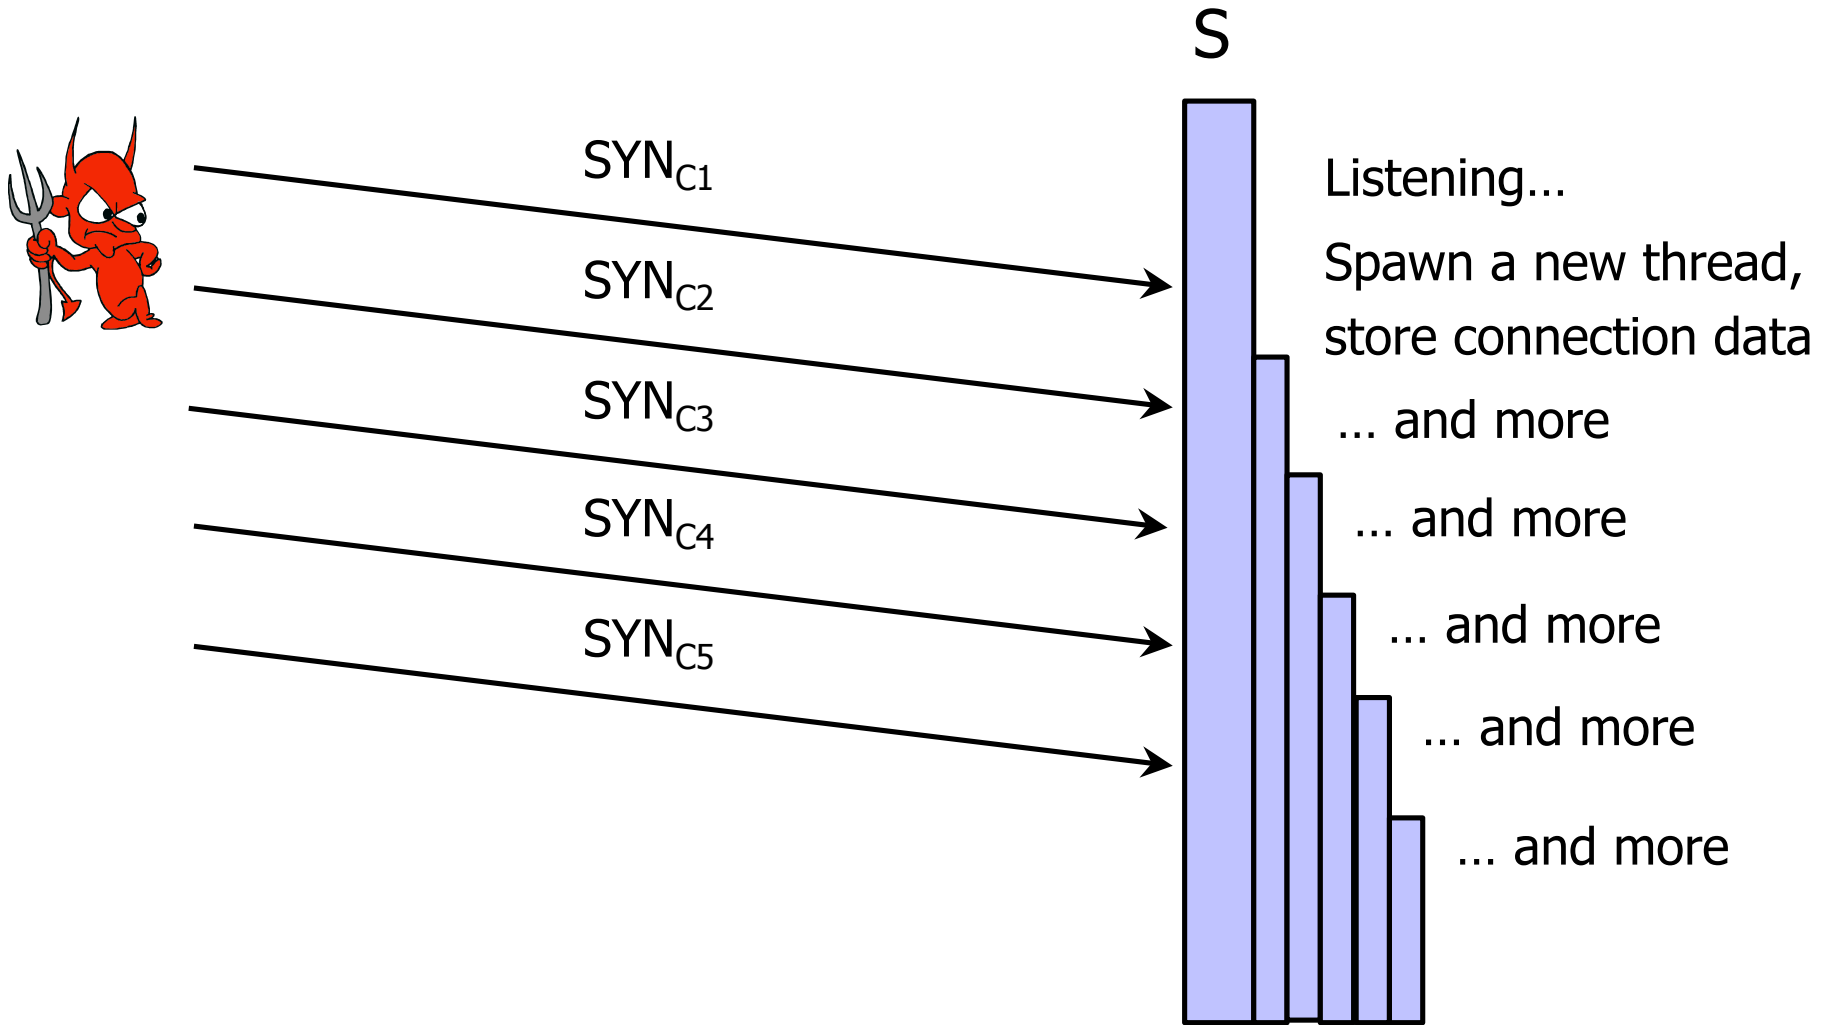 S
SYNC1
Listening...
SYNC2
Spawn a new thread,
store connection data
SYNC3
... and more
SYNC4
... and more
SYNC5
... and more
... and more
... and more